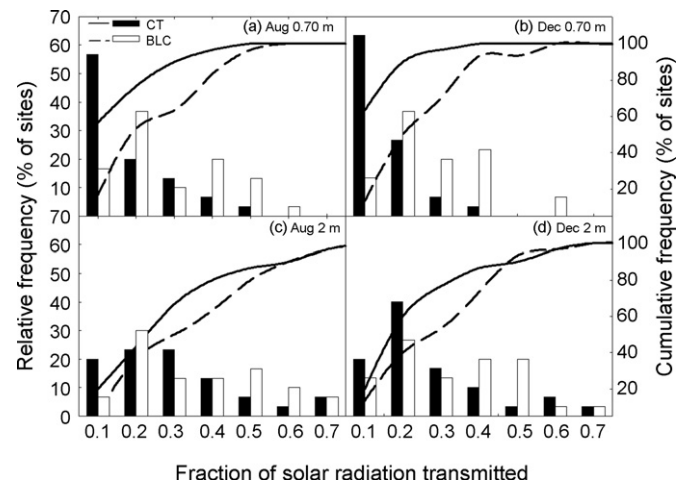 CT
BLC
(a) Aug 0.70 m
(b) Dec 0.70 m
70
60
50
40
30
20
10
70
60
50
40
30
20
10
0
100
80
60
40
20
100
80
60
40
20
(c) Aug 2 m
(d) Dec 2 m
Relative frequency (% of sites)
Cumulative frequency (% of sites)
0.1 0.2 0.3 0.4 0.5 0.6 0.7 0.1 0.2 0.3 0.4 0.5 0.6 0.7
Fraction of solar radiation transmitted